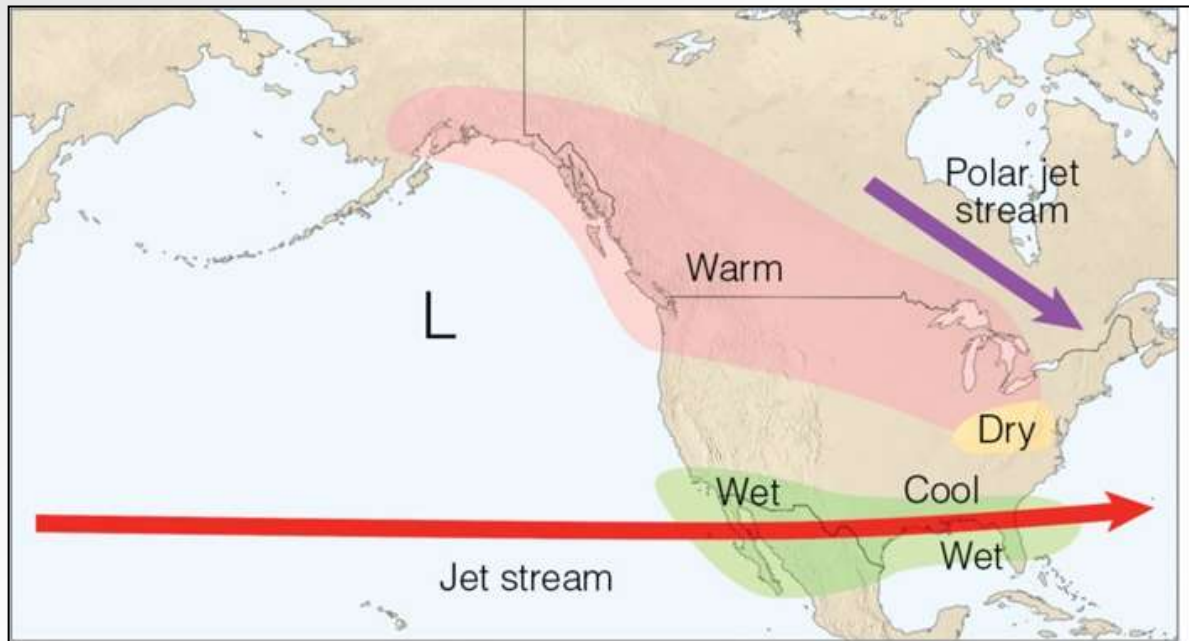 Polar jet
stream
Warm
L
Dry
Wet
Cool
Wet
Jet stream